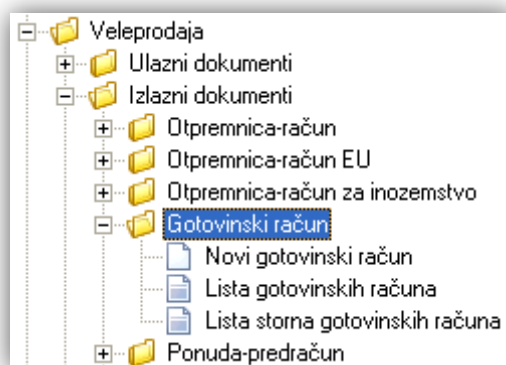 Veleprodaja
Ulazni dokumenti
Izlazni dokumenti
Otpremnica-račun
Otpremnica-račun EU
Otpremnica-račun za inozemstvo
Gotovinski račun
Novi gotovinski račun
Lista gotovinskih računa
Lista storna gotovinskih računa
Ponuda-predračun